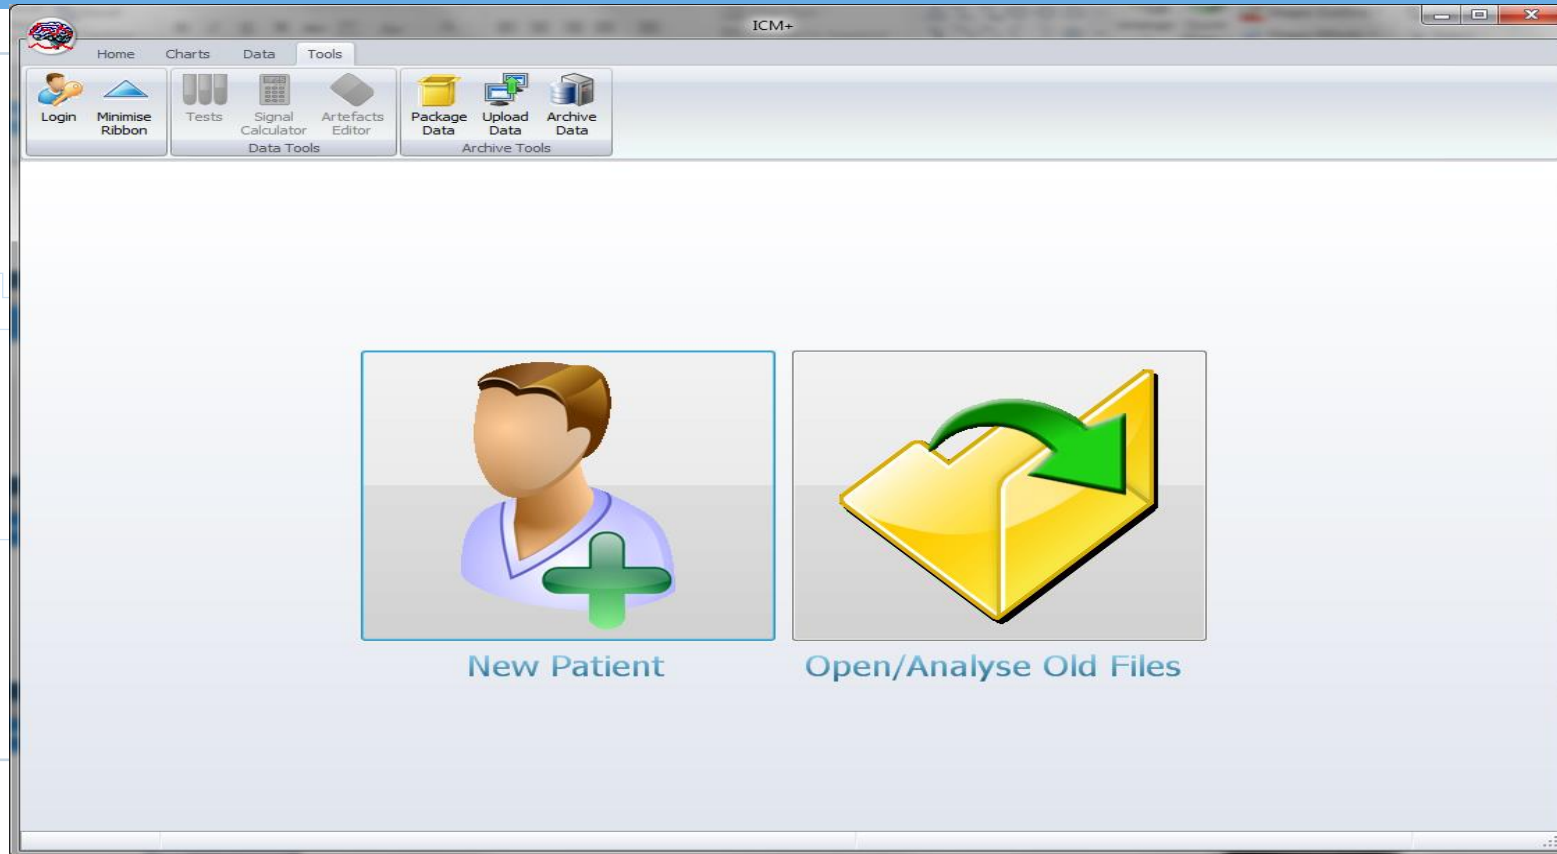 ICM+
Home Charts Data Tools
Login Minimise Ribbon Tests Signal Calculator Artefacts Editor Package Data Upload Data Archive Data
Data Tools Archive Tools
New Patient Open/Analyse Old Files